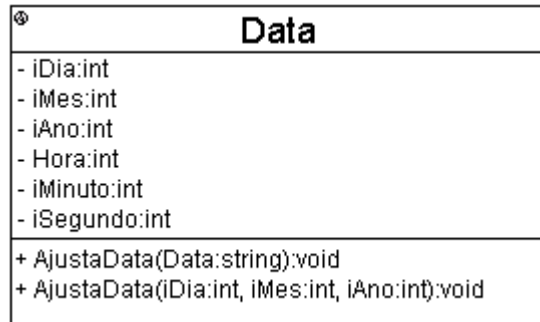 Data
- iDia:int
- iMes:int
- iAno:int
- Hora:int
- iMinuto:int
- iSegundo:int
+ AjustaData(Data:string):void
+ AjustaData(iDia:int, iMes:int, iAno:int):void